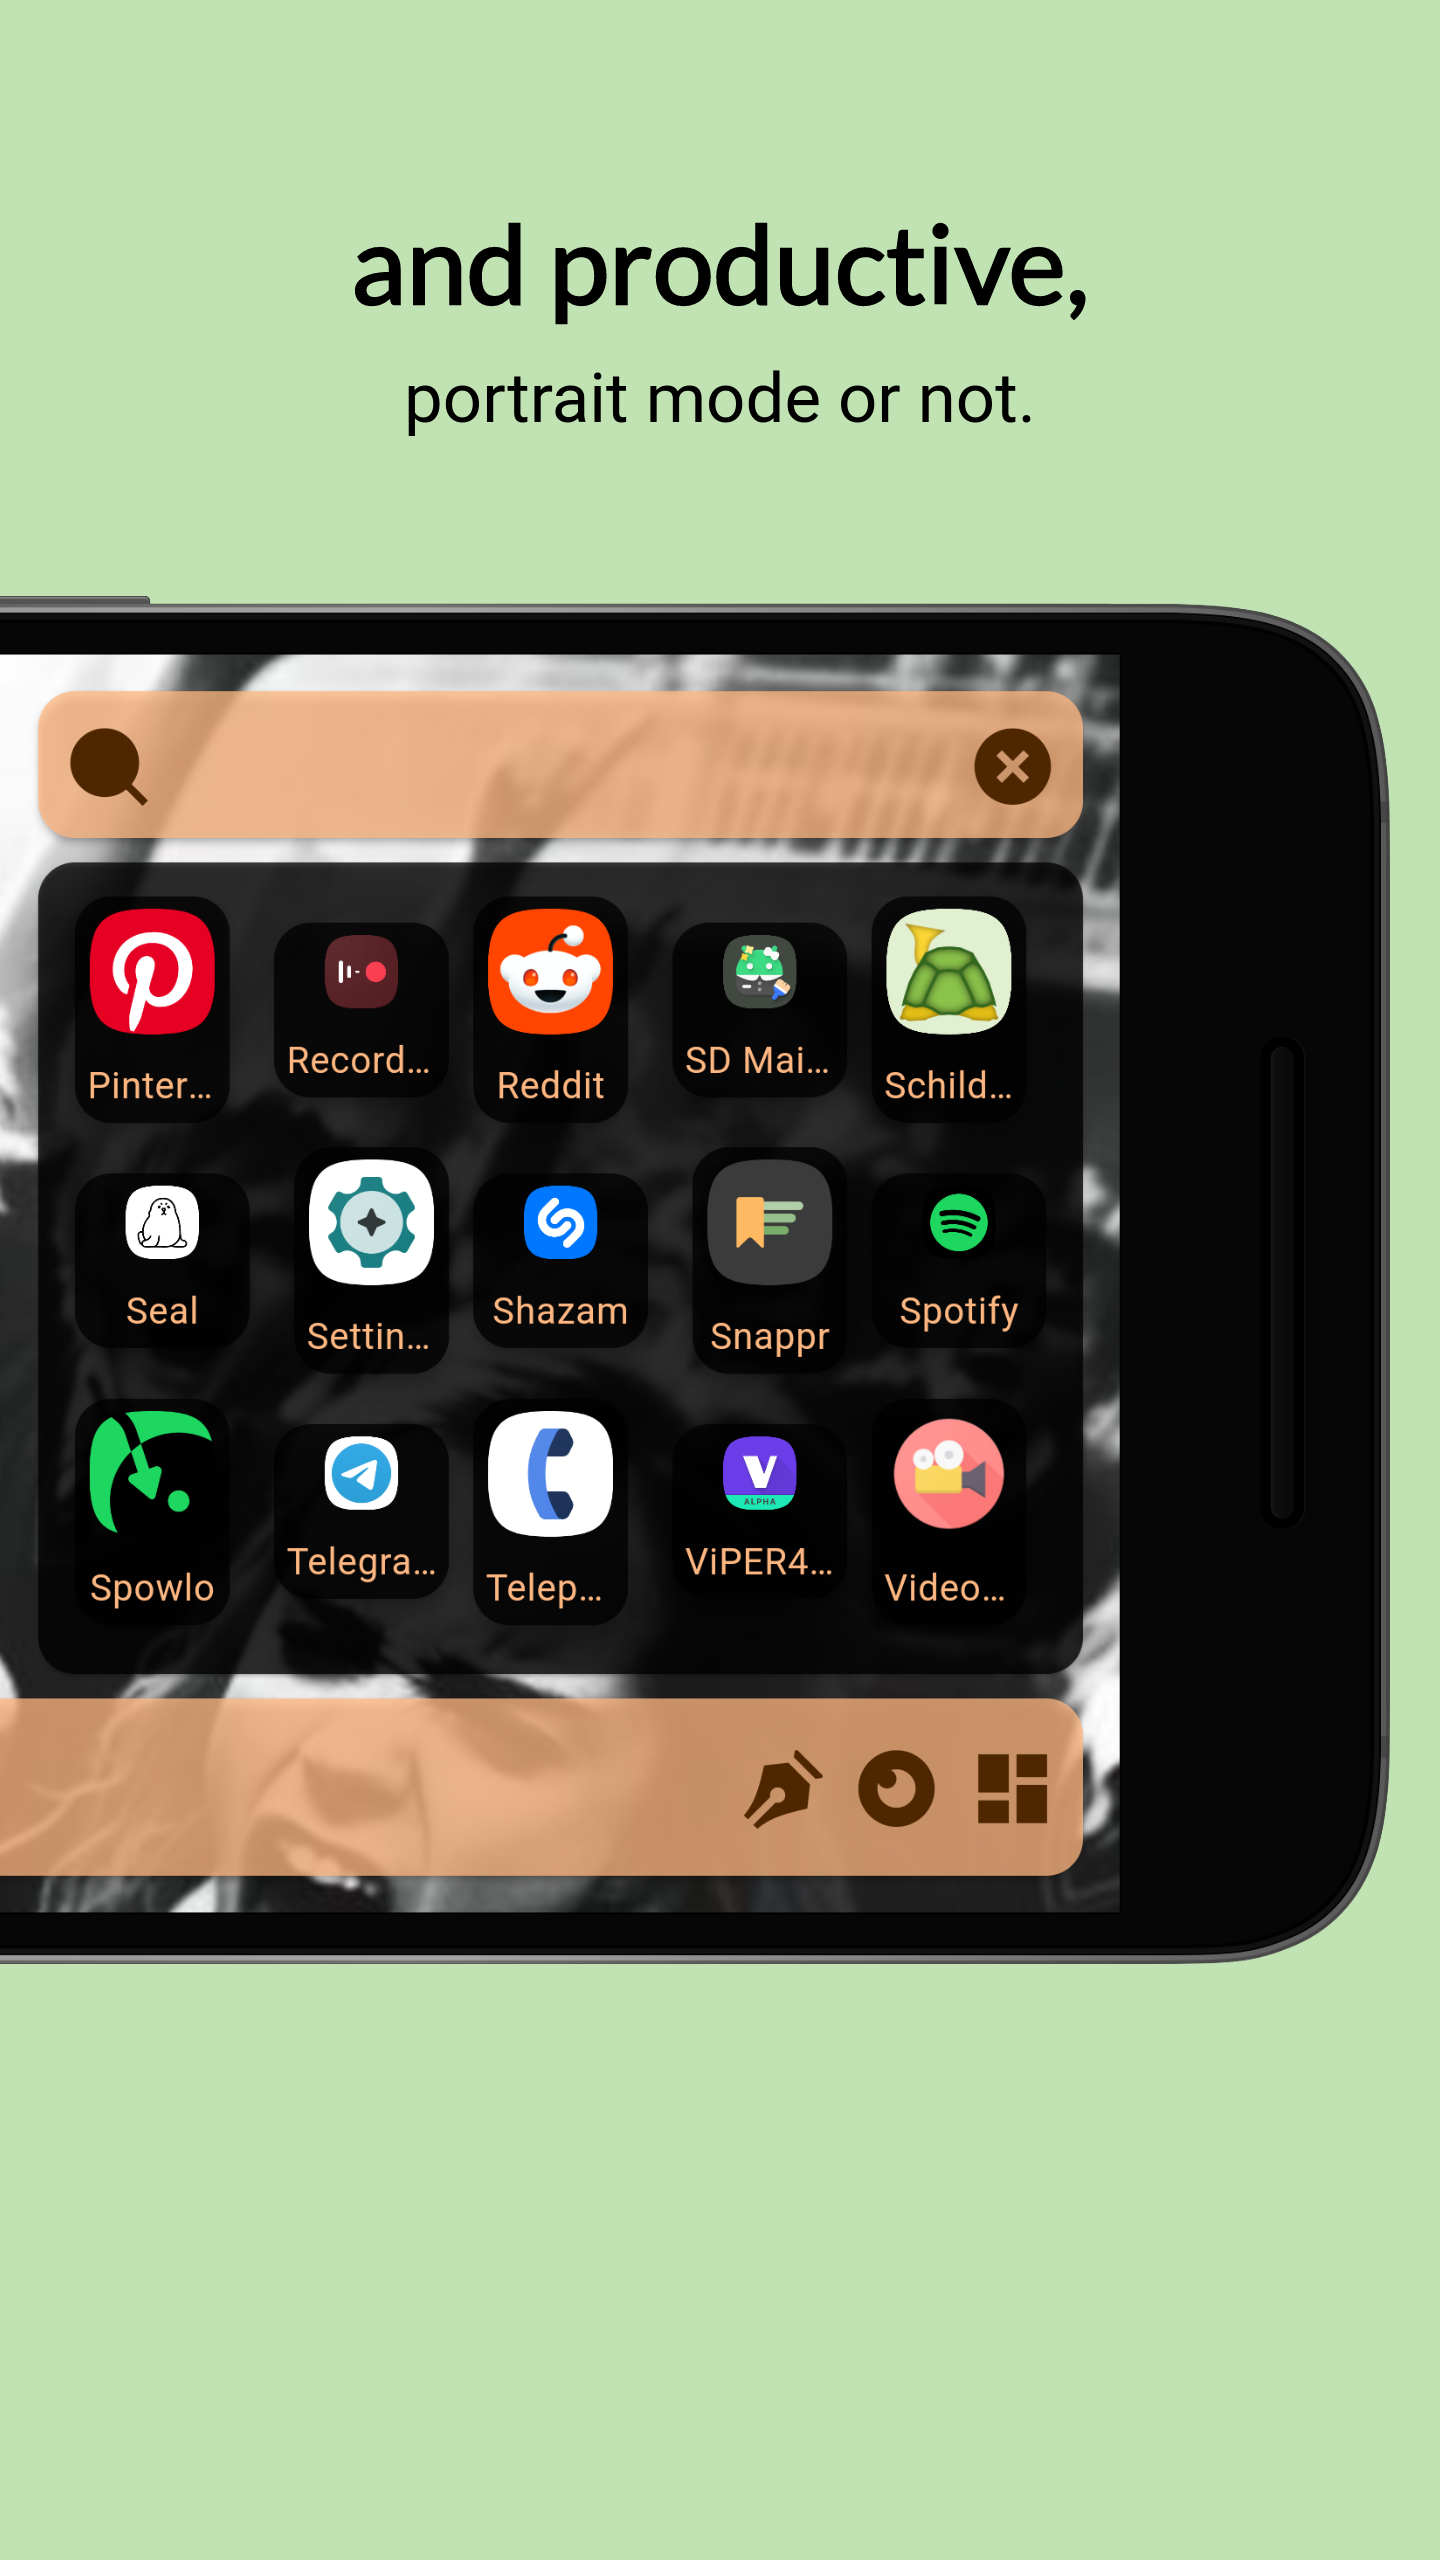 and productive,
portrait mode or not.
Pinter...
Record...
Reddit
SD Mai...
Schild...
Seal
Settin...
Shazam
Snappr
Spotify
Spowlo
Telegra...
Telep...
V
ALPHA
ViPER4...
Video...